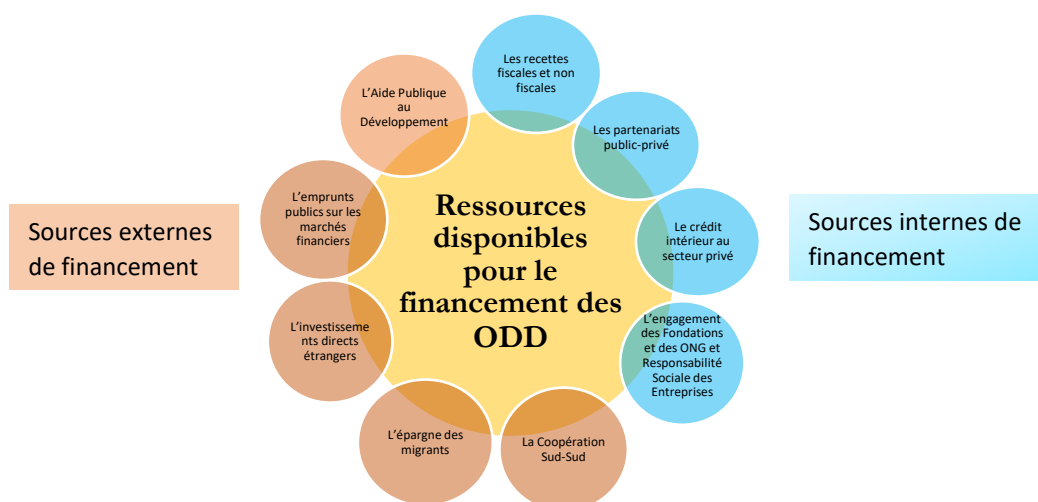 Les recettes
fiscales et non
fiscales
Les partenariats
public-privé
Le crédit
intérieur au
secteur privé
L'engagement
des Fondations
et des ONG et
Responsabilité
Sociale des
Entreprises
La Coopération
Sud-Sud
L'épargne des
migrants
L'investisseme
nts directs
étrangers
L'emprunts
publics sur les
marchés
financiers
L'Aide Publique
au
Développement
Ressources
disponibles
pour le
financement des
ODD
Sources externes
de financement
Sources internes de
financement